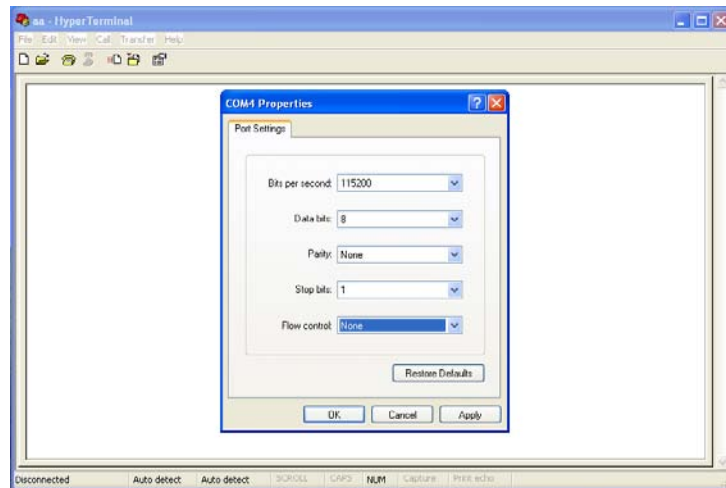 aa - HyperTerminal
File Edit View Call Transfer Help
COM4 Properties
Port Settings
Bits per second: 115200
Data bits: 8
Parity: None
Stop bits: 1
Flow control: None
Restore Defaults
OK Cancel Apply
Disconnected Auto detect Auto detect SCROLL CAPS NUM Capture Print echo